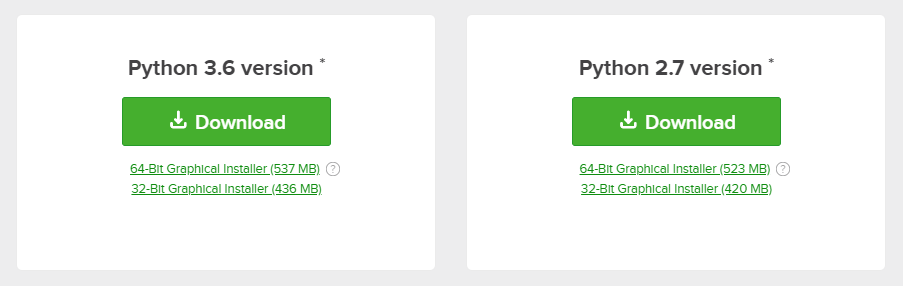 Python 3.6 version *
Download
64-Bit Graphical Installer (537 MB) ?
32-Bit Graphical Installer (436 MB)
Python 2.7 version *
Download
64-Bit Graphical Installer (523 MB) ?
32-Bit Graphical Installer (420 MB)